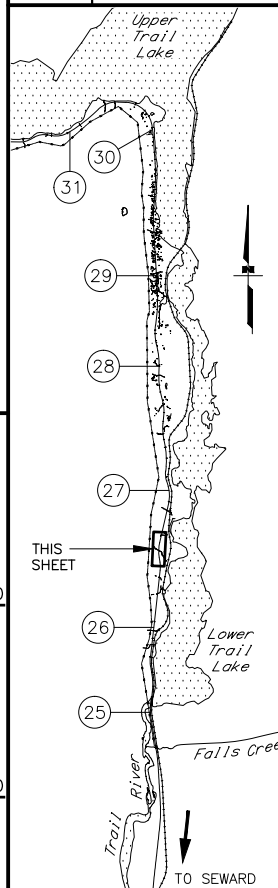 Upper
Trail
Lake
30
31
29
28
27
THIS
SHEET
26
Lower
Trail
Lake
25
Falls Cree
Trail
River
TO SEWARD